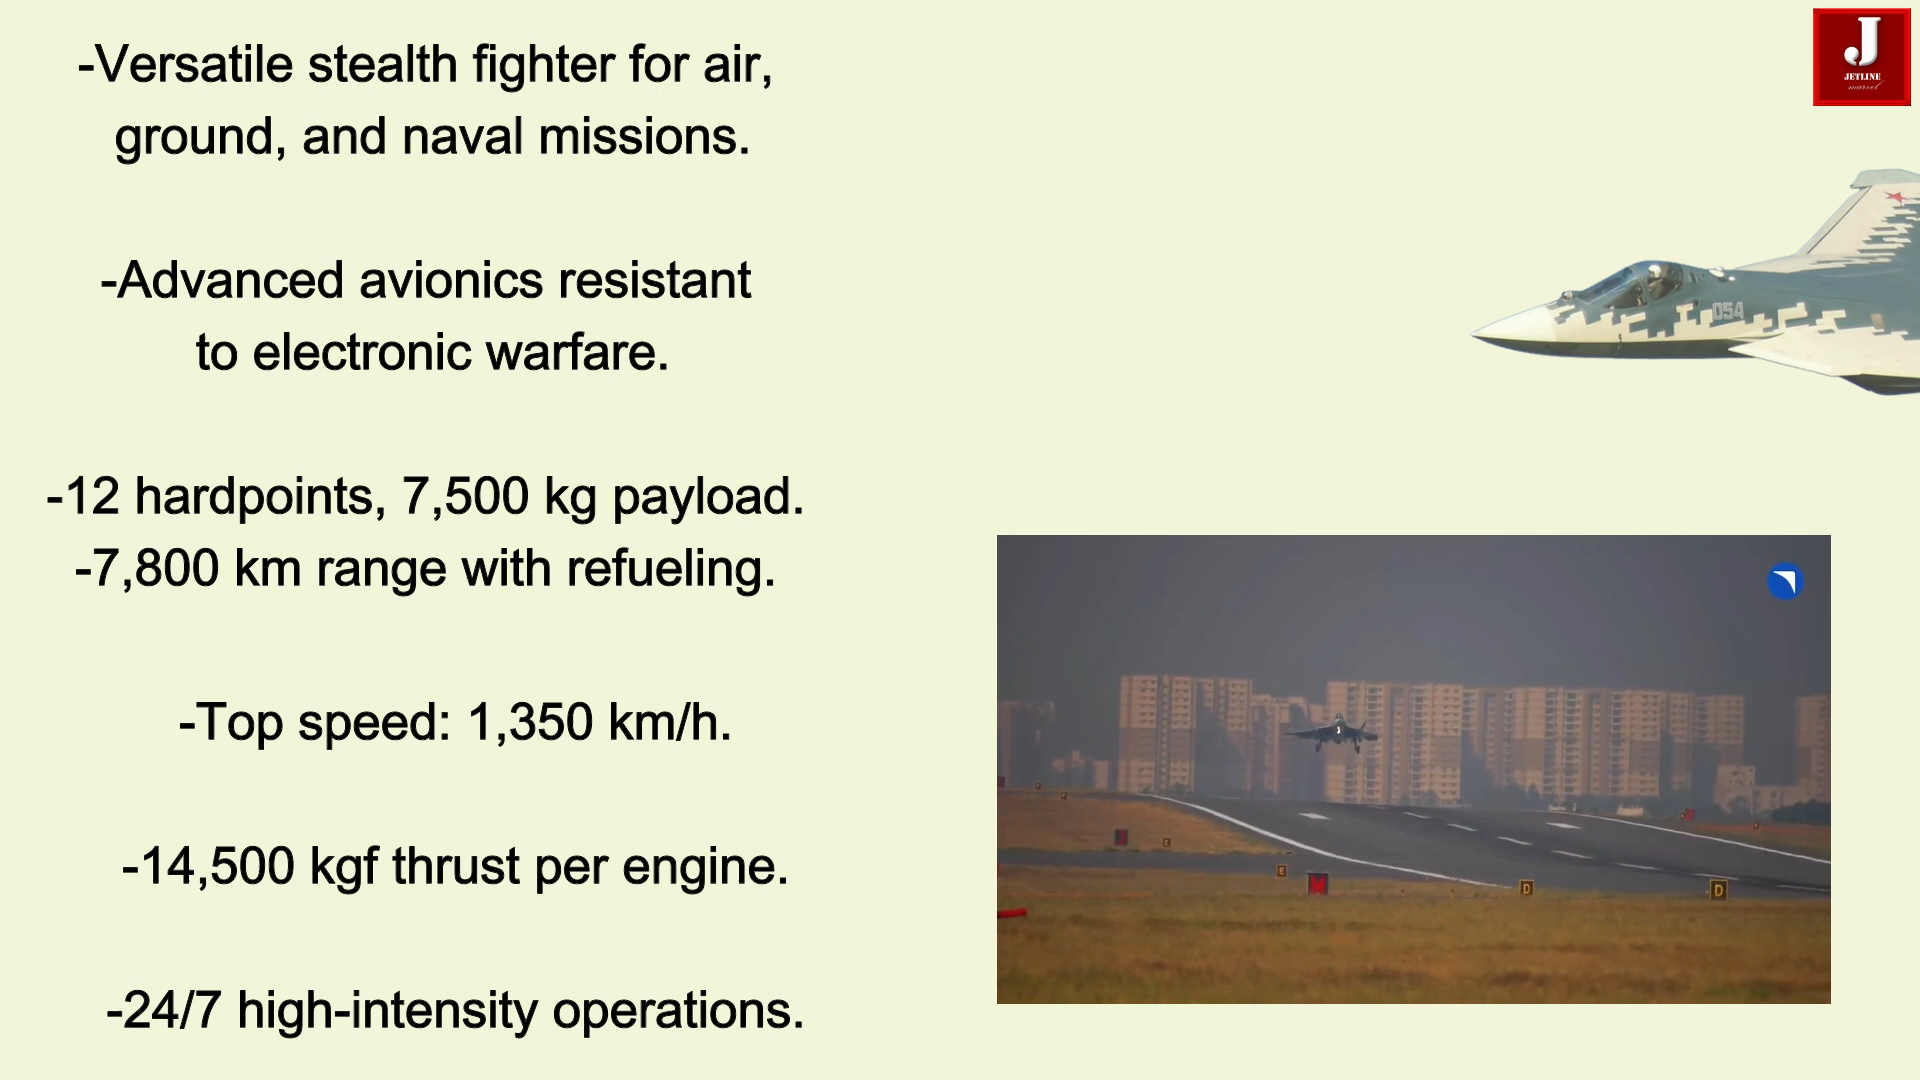 -Versatile stealth fighter for air,
ground, and naval missions.
-Advanced avionics resistant
to electronic warfare.
-12 hardpoints, 7,500 kg payload.
-7,800 km range with refueling.
-Top speed: 1,350 km/h.
-14,500 kgf thrust per engine.
-24/7 high-intensity operations.
J
JETLINE
marvel
054
E
E
D
D